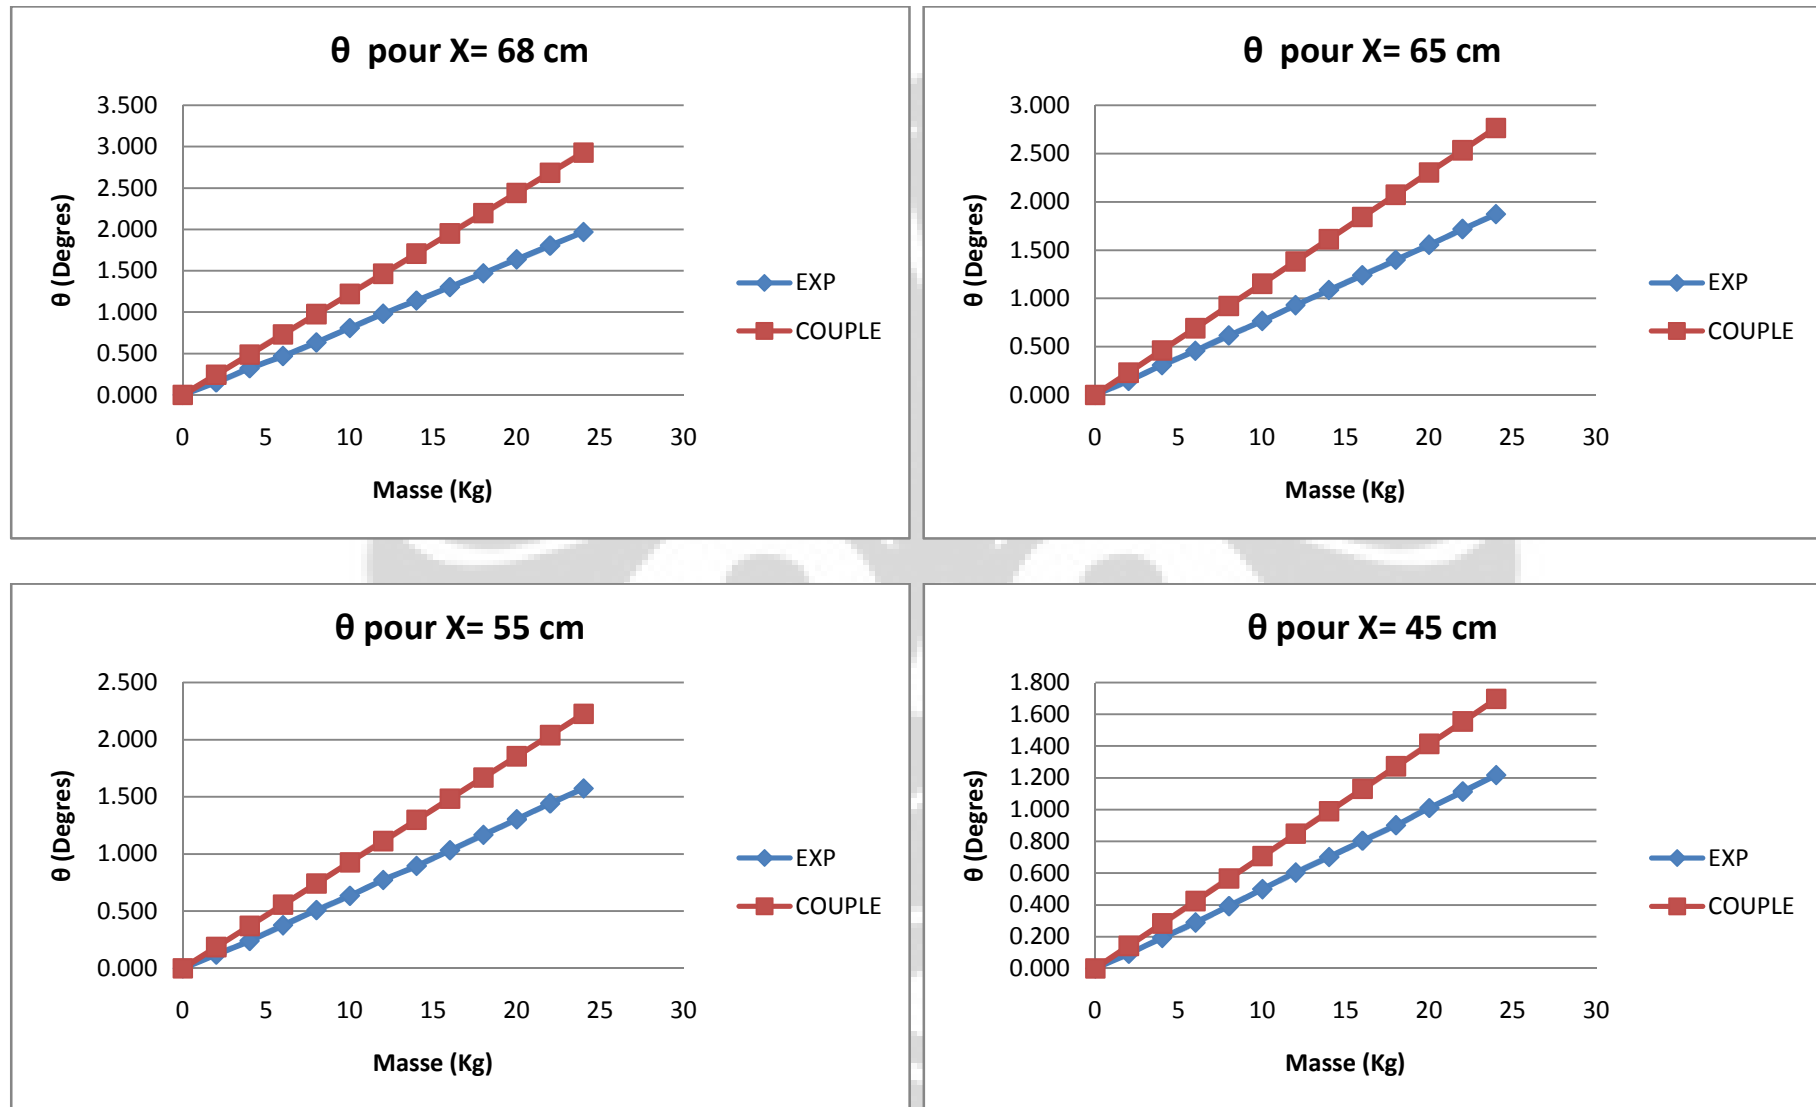 θ pour X= 68 cm
3.500
3.000
2.500
2.000
1.500
1.000
0.500
0.000
θ (Degres)
0 5 10 15 20 25 30
Masse (Kg)
EXP
COUPLE
θ pour X= 65 cm
3.000
2.500
2.000
1.500
1.000
0.500
0.000
θ (Degres)
0 5 10 15 20 25 30
Masse (Kg)
EXP
COUPLE
θ pour X= 55 cm
2.500
2.000
1.500
1.000
0.500
0.000
θ (Degres)
0 5 10 15 20 25 30
Masse (Kg)
EXP
COUPLE
θ pour X= 45 cm
1.800
1.600
1.400
1.200
1.000
0.800
0.600
0.400
0.200
0.000
θ (Degres)
0 5 10 15 20 25 30
Masse (Kg)
EXP
COUPLE